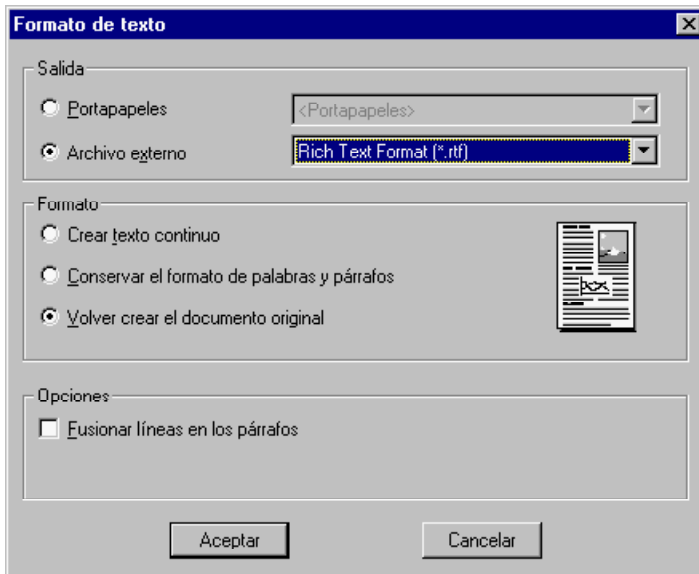 Formato de texto
Salida
Portapapeles
<Portapapeles>
Archivo externo
Rich Text Format (*.rtf)
Formato
Crear texto continuo
Conservar el formato de palabras y párrafos
Volver crear el documento original
Opciones
Fusionar líneas en los párrafos
Aceptar
Cancelar